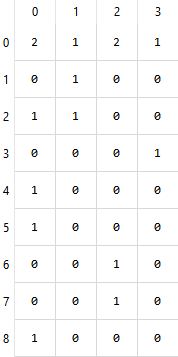 0 1 2 3
0 2 1 2 1
1 0 1 0 0
2 1 1 0 0
3 0 0 0 1
4 1 0 0 0
5 1 0 0 0
6 0 0 1 0
7 0 0 1 0
8 1 0 0 0